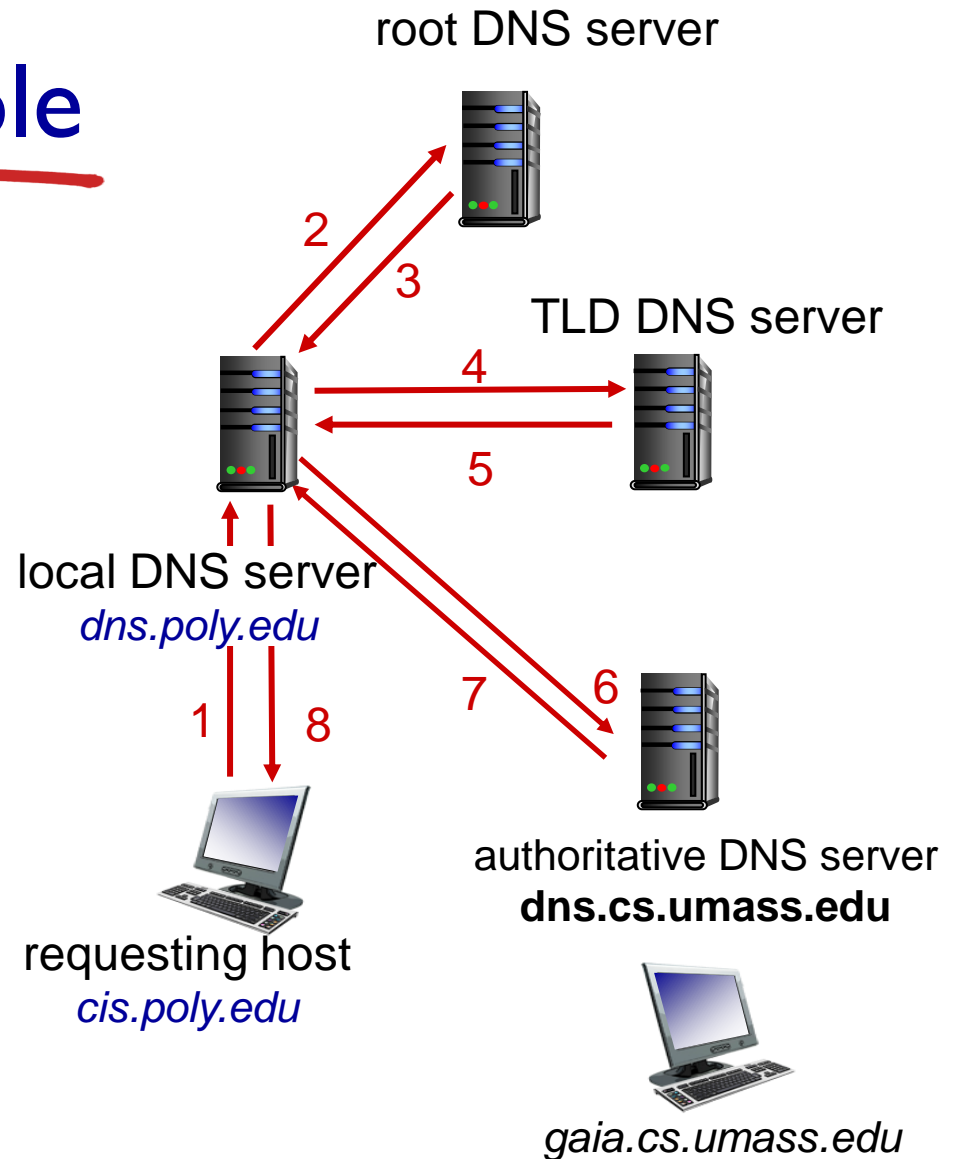 root DNS server
2
3
TLD DNS server
4
5
local DNS server
dns.poly.edu
1
8
7
6
authoritative DNS server
dns.cs.umass.edu
requesting host
cis.poly.edu
gaia.cs.umass.edu